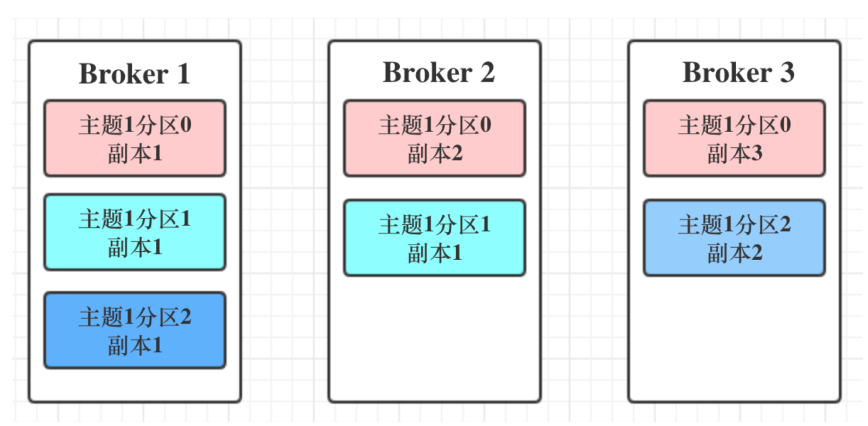 Broker 1
主题1分区0
副本1
主题1分区1
副本1
主题1分区2
副本1
Broker 2
主题1分区0
副本2
主题1分区1
副本1
Broker 3
主题1分区0
副本3
主题1分区2
副本2